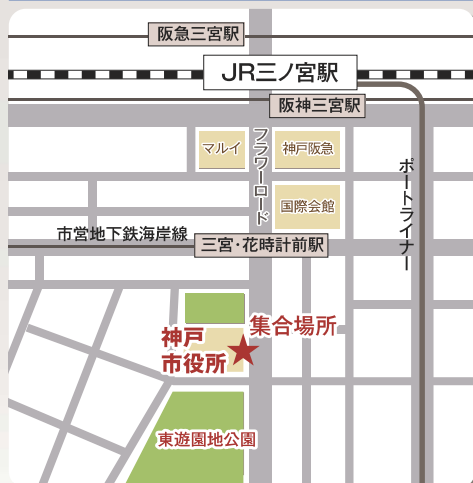 阪急三宮駅
JR三ノ宮駅
阪神三宮駅
マルイ
フラワーロード
神戸阪急
ポートライナー
国際会館
市営地下鉄海岸線
三宮・花時計前駅
集合場所
神戸
市役所
東遊園地公園